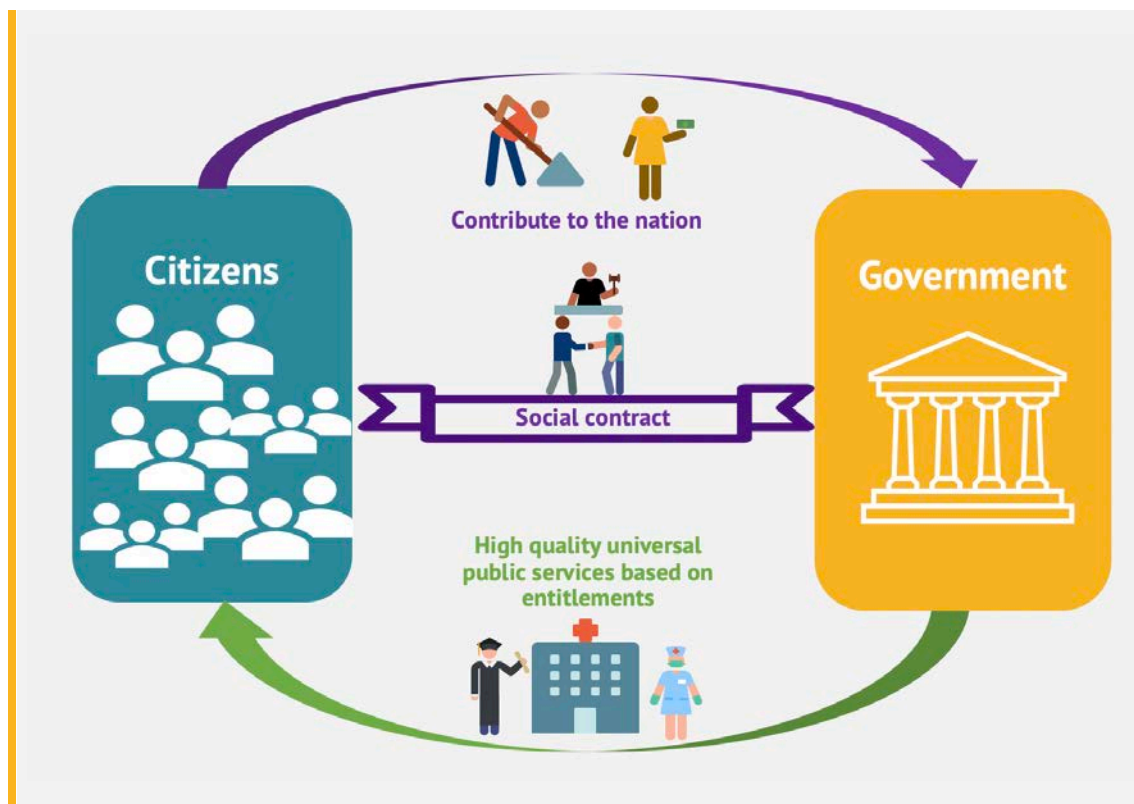 Contribute to the nation
Citizens
Government
Social contract
High quality universal
public services based on
entitlements